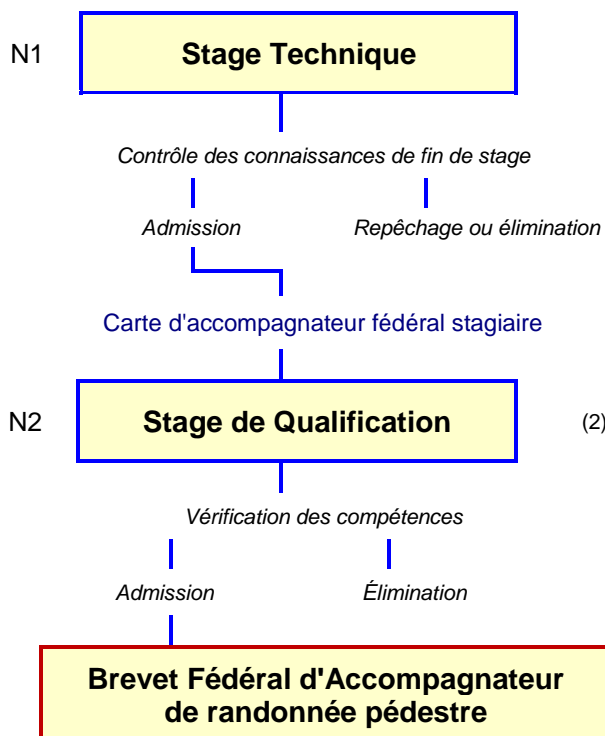 N1 Stage Technique
Contrôle des connaissances de fin de stage
Admission Repêchage ou élimination
Carte d'accompagnateur fédéral stagiaire
N2 Stage de Qualification (2)
Vérification des compétences
Admission Élimination
Brevet Fédéral d'Accompagnateur
de randonnée pédestre